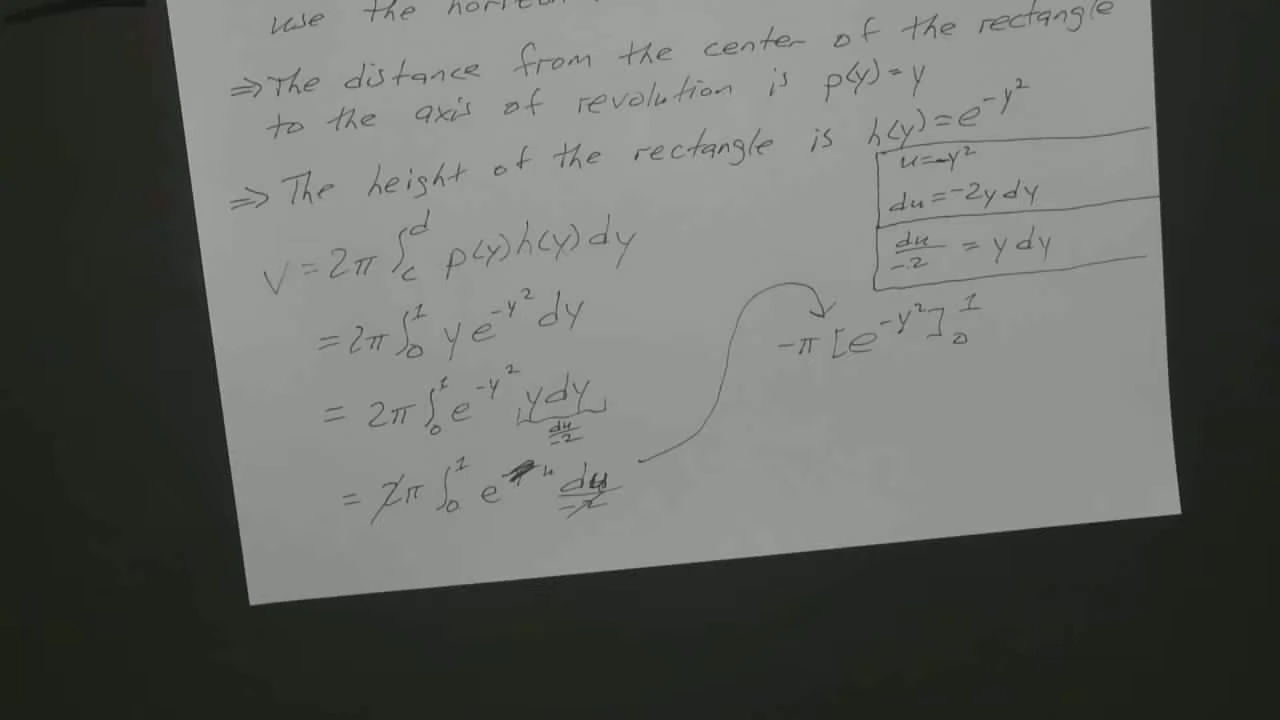 use the
⇒ The distance from the center of the rectangle
to the axis of revolution is p(y) = y
⇒ The height of the rectangle is h(y) = e^{-y^2}
u = -y^2
du = -2y dy
du/-2 = y dy
V = 2π ∫_c^d p(y)h(y) dy
= 2π ∫_0^1 y e^{-y^2} dy
= 2π ∫_0^1 e^{-y^2} y dy
du/-2
= 2π ∫_0^1 e^u du/-2
-π [e^{-y^2}]_0^1